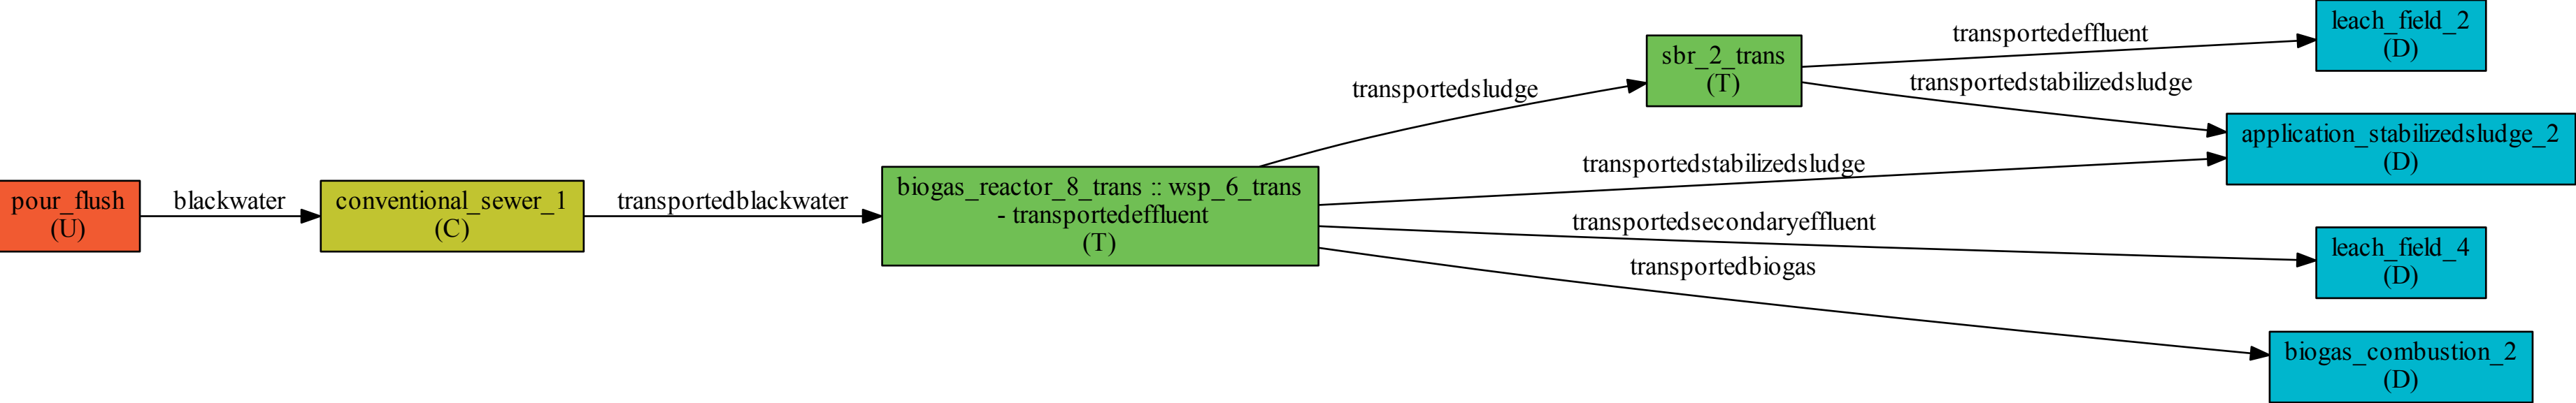 pour_flush
(U)
blackwater
conventional_sewer_1
(C)
transportedblackwater
biogas_reactor_8_trans :: wsp_6_trans
- transportedeffluent
(T)
transportedsludge
transportedstabilizedsludge
transportedsecondaryeffluent
transportedbiogas
sbr_2_trans
(T)
transportedeffluent
transportedstabilizedsludge
leach_field_2
(D)
application_stabilizedsludge_2
(D)
leach_field_4
(D)
biogas_combustion_2
(D)